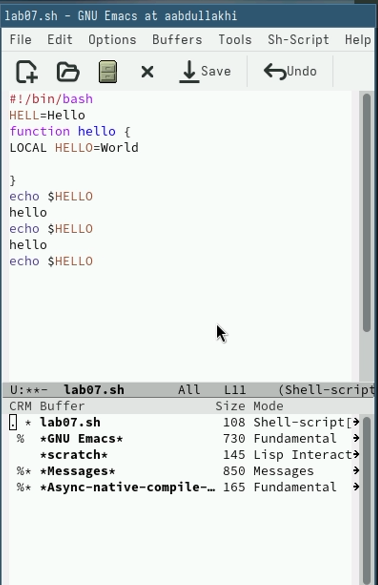 lab07.sh - GNU Emacs at aabdullakhi
File Edit Options Buffers Tools Sh-Script Help
Save Undo
#!/bin/bash
HELL=Hello
function hello {
LOCAL HELLO=World
}
echo $HELLO
hello
echo $HELLO
hello
echo $HELLO
U:**- lab07.sh All L11 (Shell-script
CRM Buffer Size Mode
. * lab07.sh 108 Shell-script[
% *GNU Emacs* 730 Fundamental
*scratch* 145 Lisp Interact
%* *Messages* 850 Messages
%* *Async-native-compile-… 165 Fundamental